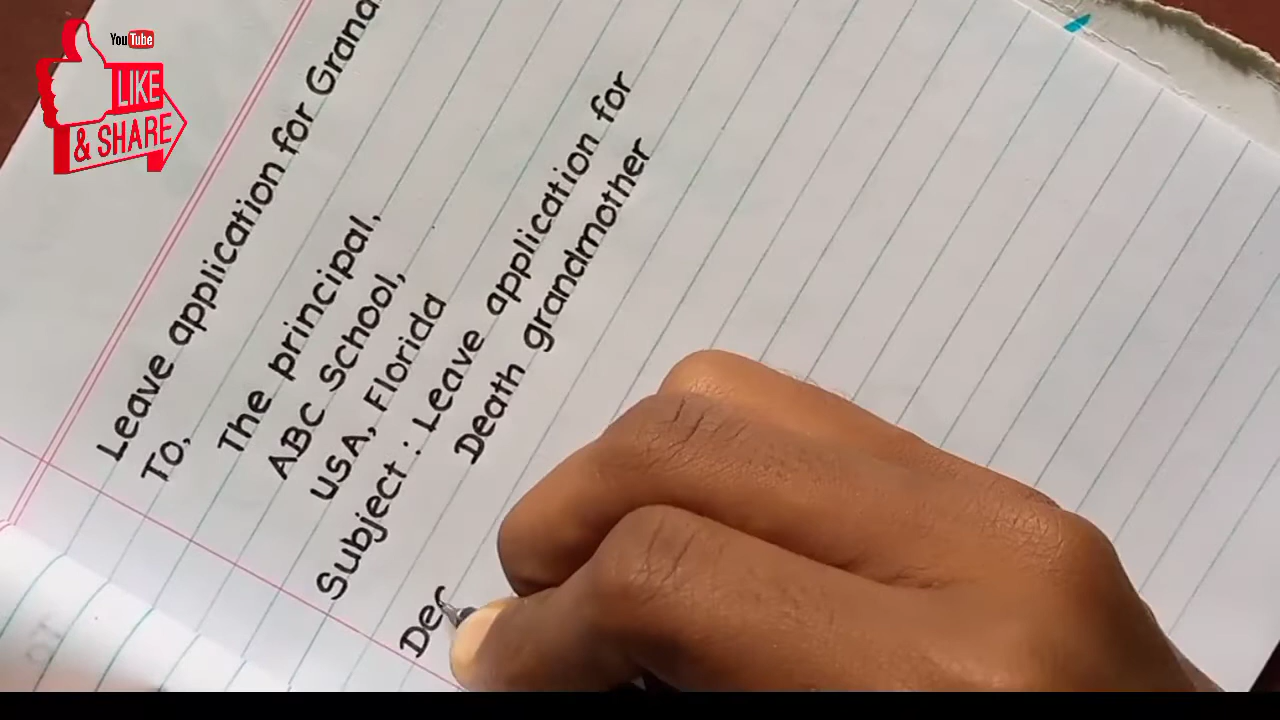 YouTube
LIKE
& SHARE
Leave application for Grand
To,
The principal,
ABC School,
USA, Florida
Subject : Leave application for
Death grandmother
Dea